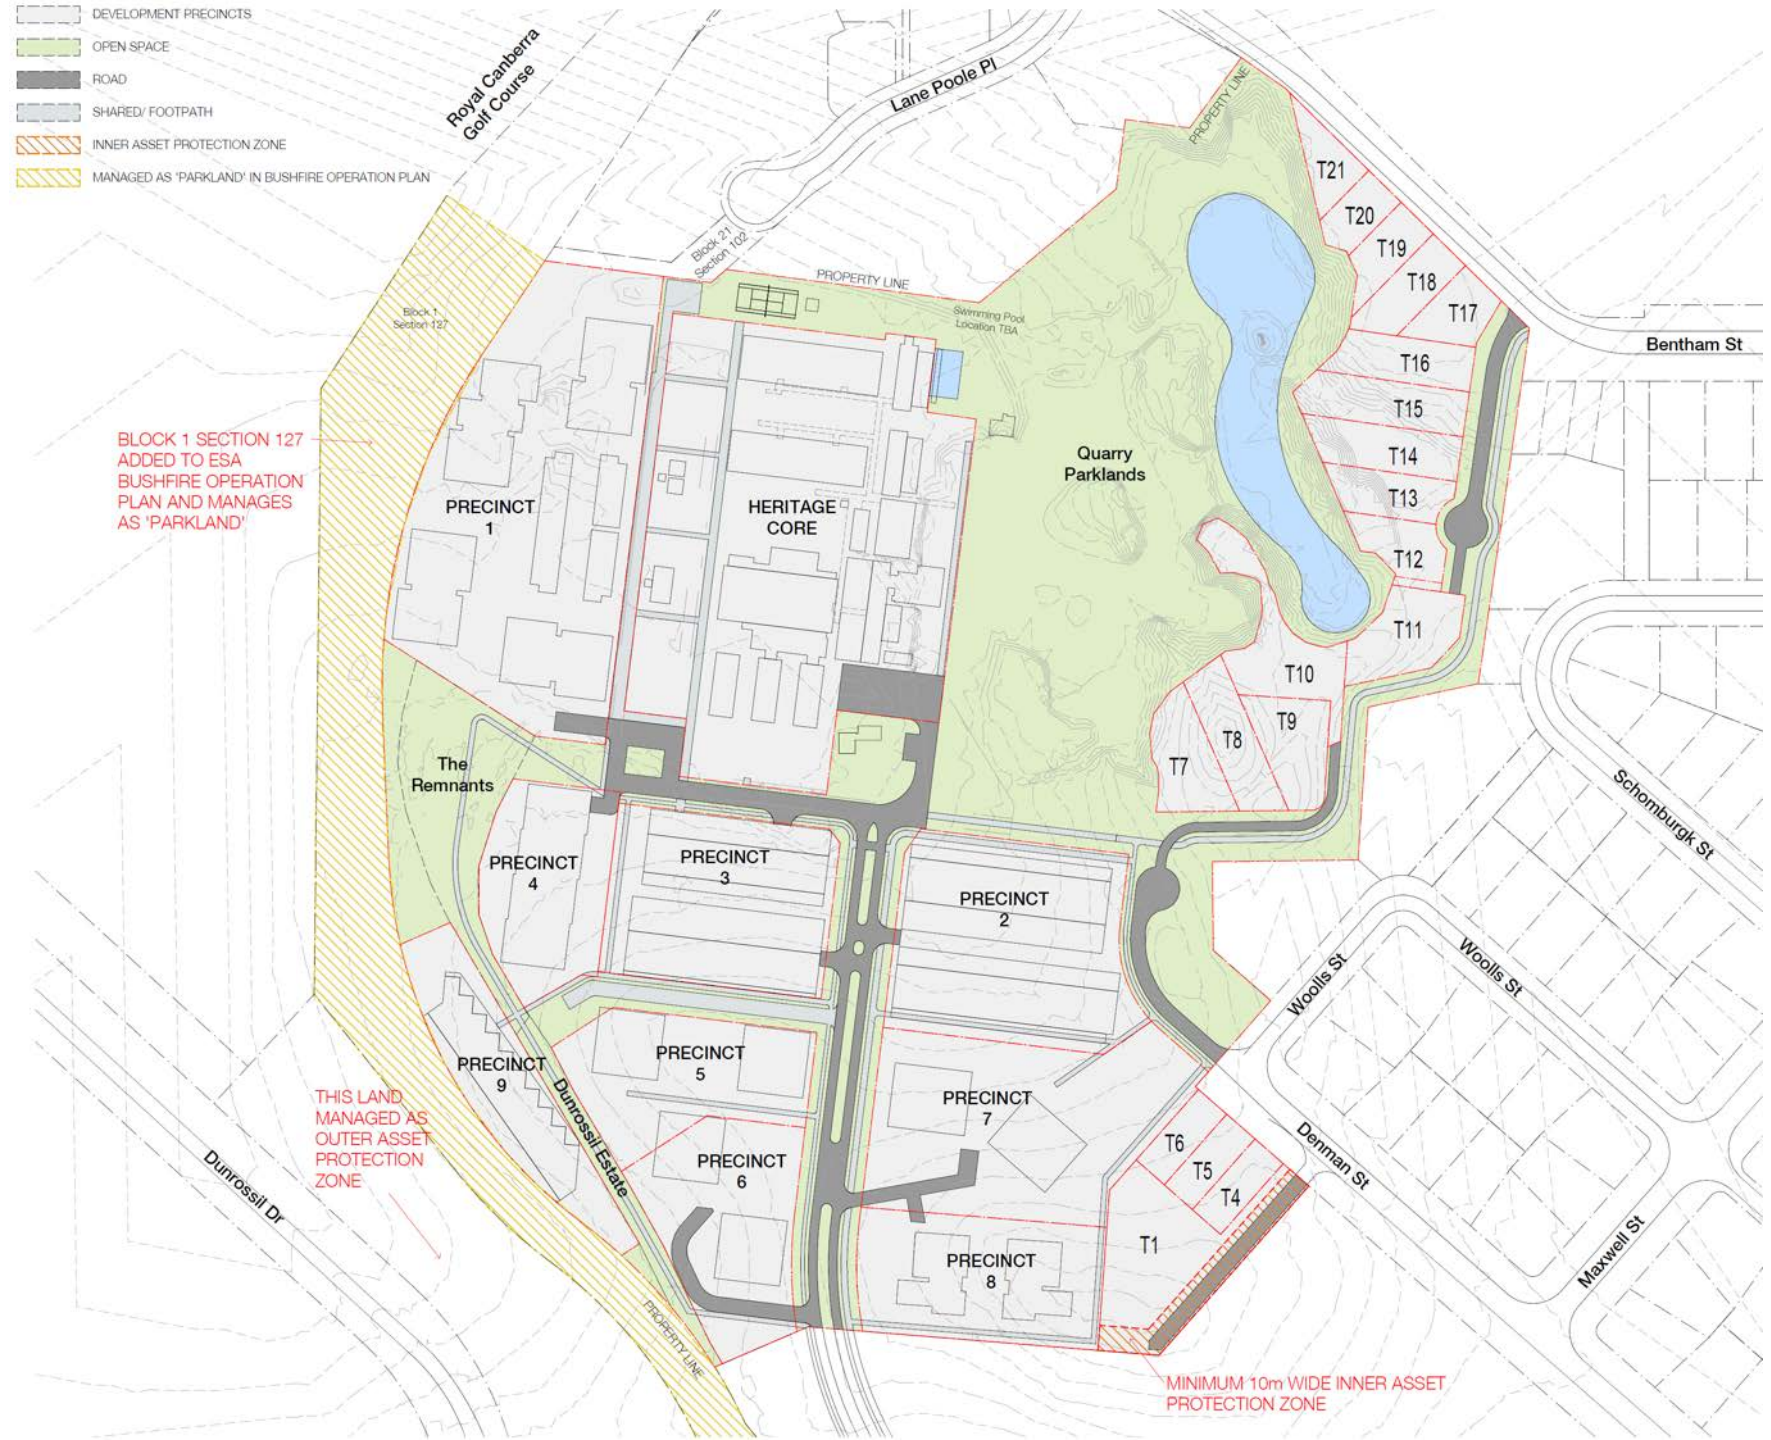 DEVELOPMENT PRECINCTS
OPEN SPACE
ROAD
SHARED/ FOOTPATH
INNER ASSET PROTECTION ZONE
MANAGED AS 'PARKLAND' IN BUSHFIRE OPERATION PLAN
Royal Canberra
Golf Course
Lane Poole Pl
PROPERTY LINE
Block 21
Section 102
PROPERTY LINE
Swimming Pool
Location TBA
Block 1
Section 127
T21
T20
T19
T18
T17
Bentham St
T16
T15
T14
T13
T12
T11
T10
T9
T8
T7
BLOCK 1 SECTION 127
ADDED TO ESA
BUSHFIRE OPERATION
PLAN AND MANAGES
AS 'PARKLAND'
PRECINCT
1
HERITAGE
CORE
Quarry
Parklands
The
Remnants
PRECINCT
4
PRECINCT
3
PRECINCT
2
Schomburgk St
Woolls St
Woolls St
PRECINCT
9
PRECINCT
5
PRECINCT
7
THIS LAND
MANAGED AS
OUTER ASSET
PROTECTION
ZONE
Dunrossil Estate
Dunrossil Dr
PRECINCT
6
PRECINCT
8
T6
T5
T4
T1
Denman St
Maxwell St
PROPERTY LINE
MINIMUM 10m WIDE INNER ASSET
PROTECTION ZONE